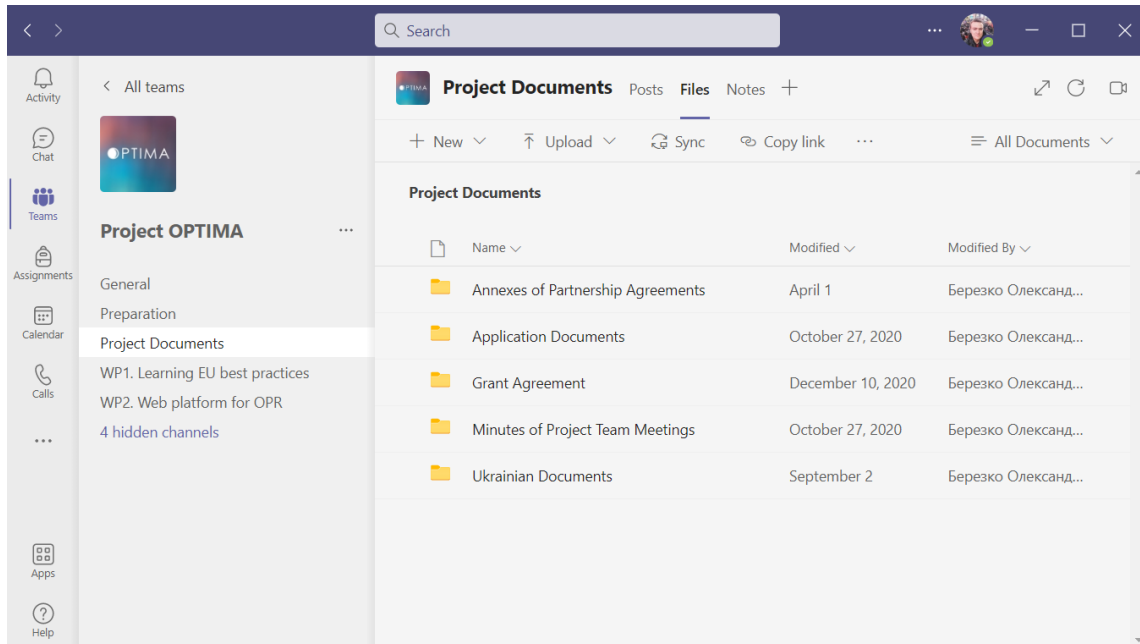 Search
Activity
Chat
Teams
Assignments
Calendar
Calls
Apps
Help
All teams
OPTIMA
Project OPTIMA
General
Preparation
Project Documents
WP1. Learning EU best practices
WP2. Web platform for OPR
4 hidden channels
OPTIMA
Project Documents Posts Files Notes
New Upload Sync Copy link All Documents
Project Documents
Name Modified Modified By
Annexes of Partnership Agreements April 1 Березко Олександ...
Application Documents October 27, 2020 Березко Олександ...
Grant Agreement December 10, 2020 Березко Олександ...
Minutes of Project Team Meetings October 27, 2020 Березко Олександ...
Ukrainian Documents September 2 Березко Олександ...